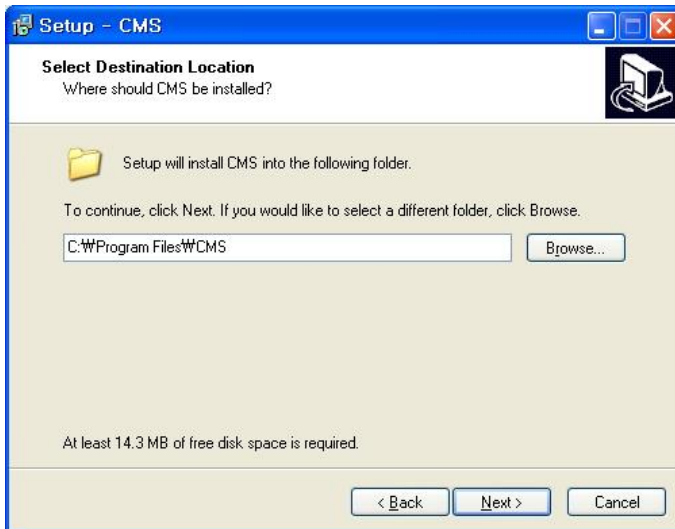 Setup - CMS
Select Destination Location
Where should CMS be installed?
Setup will install CMS into the following folder.
To continue, click Next. If you would like to select a different folder, click Browse.
C:₩Program Files₩CMS
Browse...
At least 14.3 MB of free disk space is required.
< Back
Next >
Cancel